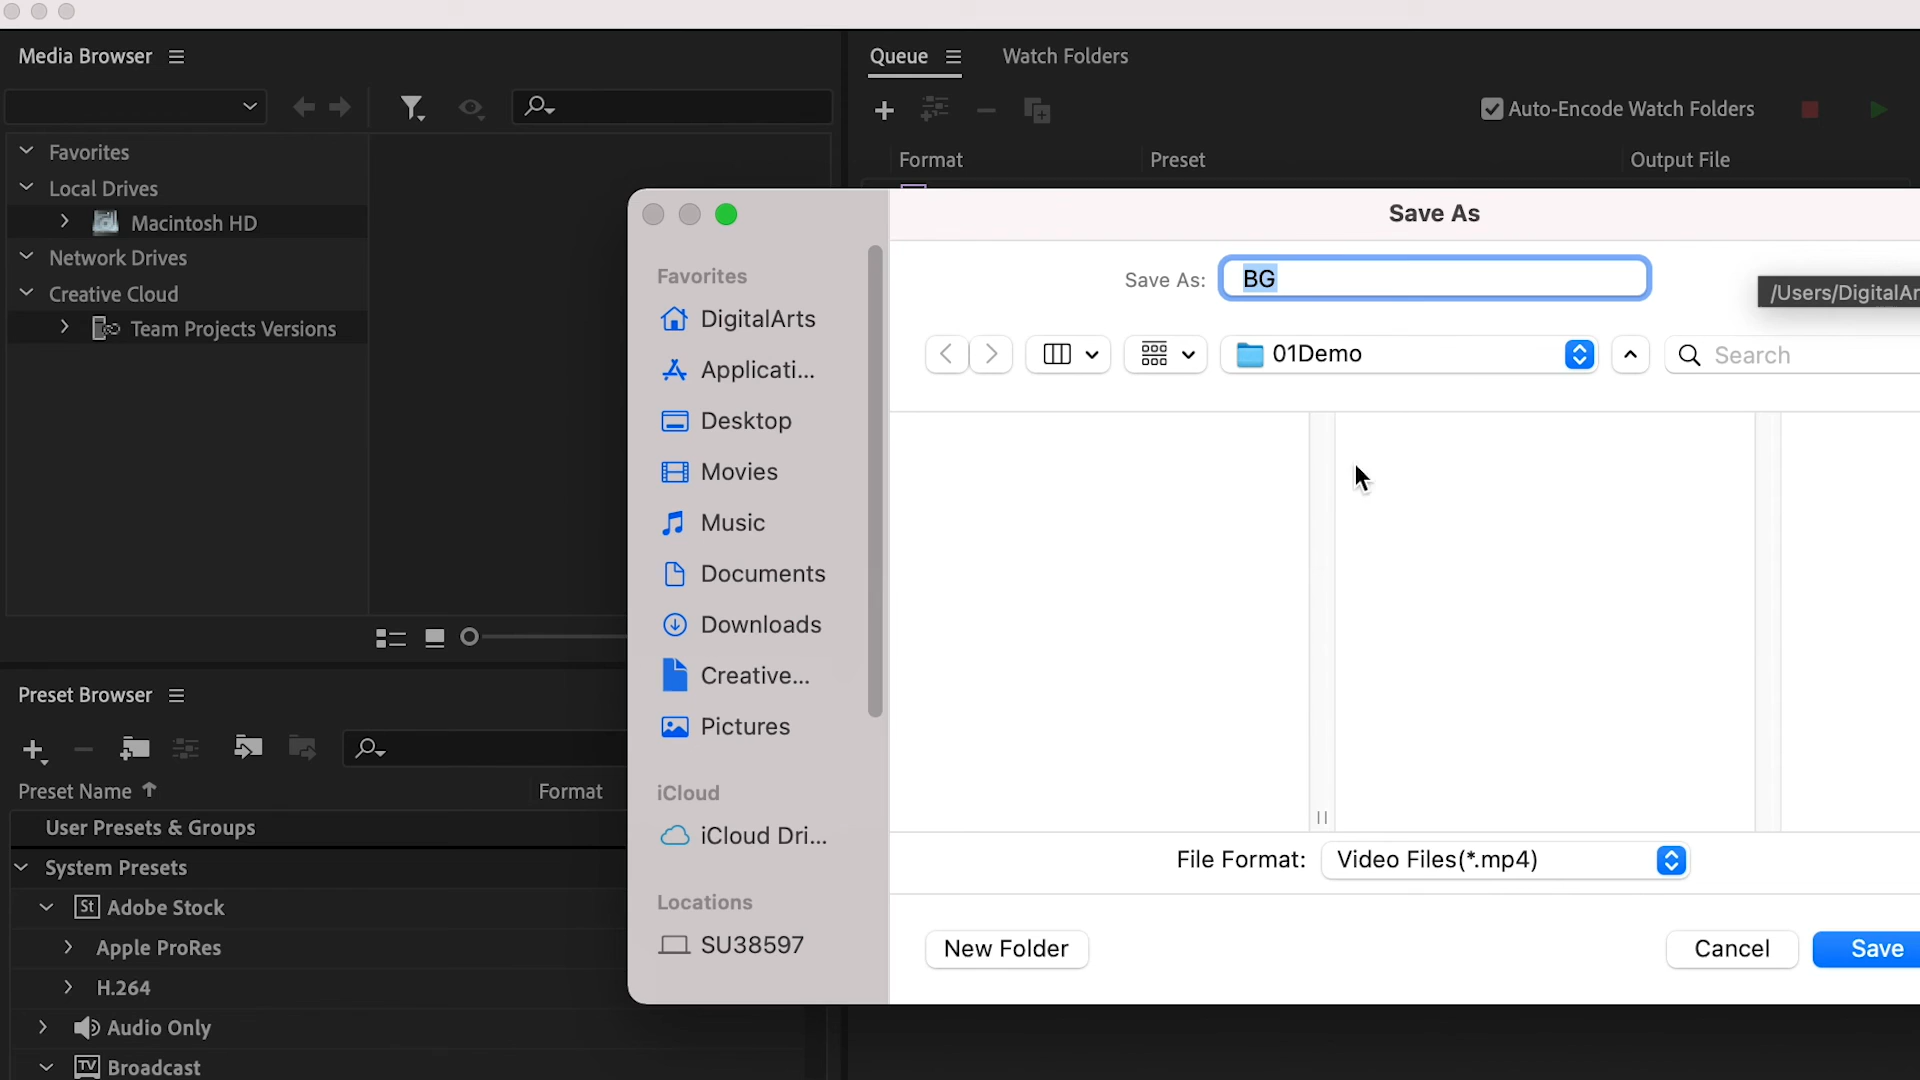 Media Browser
Queue
Watch Folders
Auto-Encode Watch Folders
Favorites
Format
Preset
Output File
Local Drives
Macintosh HD
Network Drives
Creative Cloud
Team Projects Versions
Save As
Save As:
BG
/Users/DigitalAr
01Demo
Search
Favorites
DigitalArts
Applicati...
Desktop
Movies
Music
Documents
Downloads
Creative...
Pictures
iCloud
iCloud Dri...
Locations
SU38597
File Format:
Video Files(*.mp4)
New Folder
Cancel
Save
Preset Browser
Preset Name
Format
User Presets & Groups
System Presets
St Adobe Stock
Apple ProRes
H.264
Audio Only
TV Broadcast